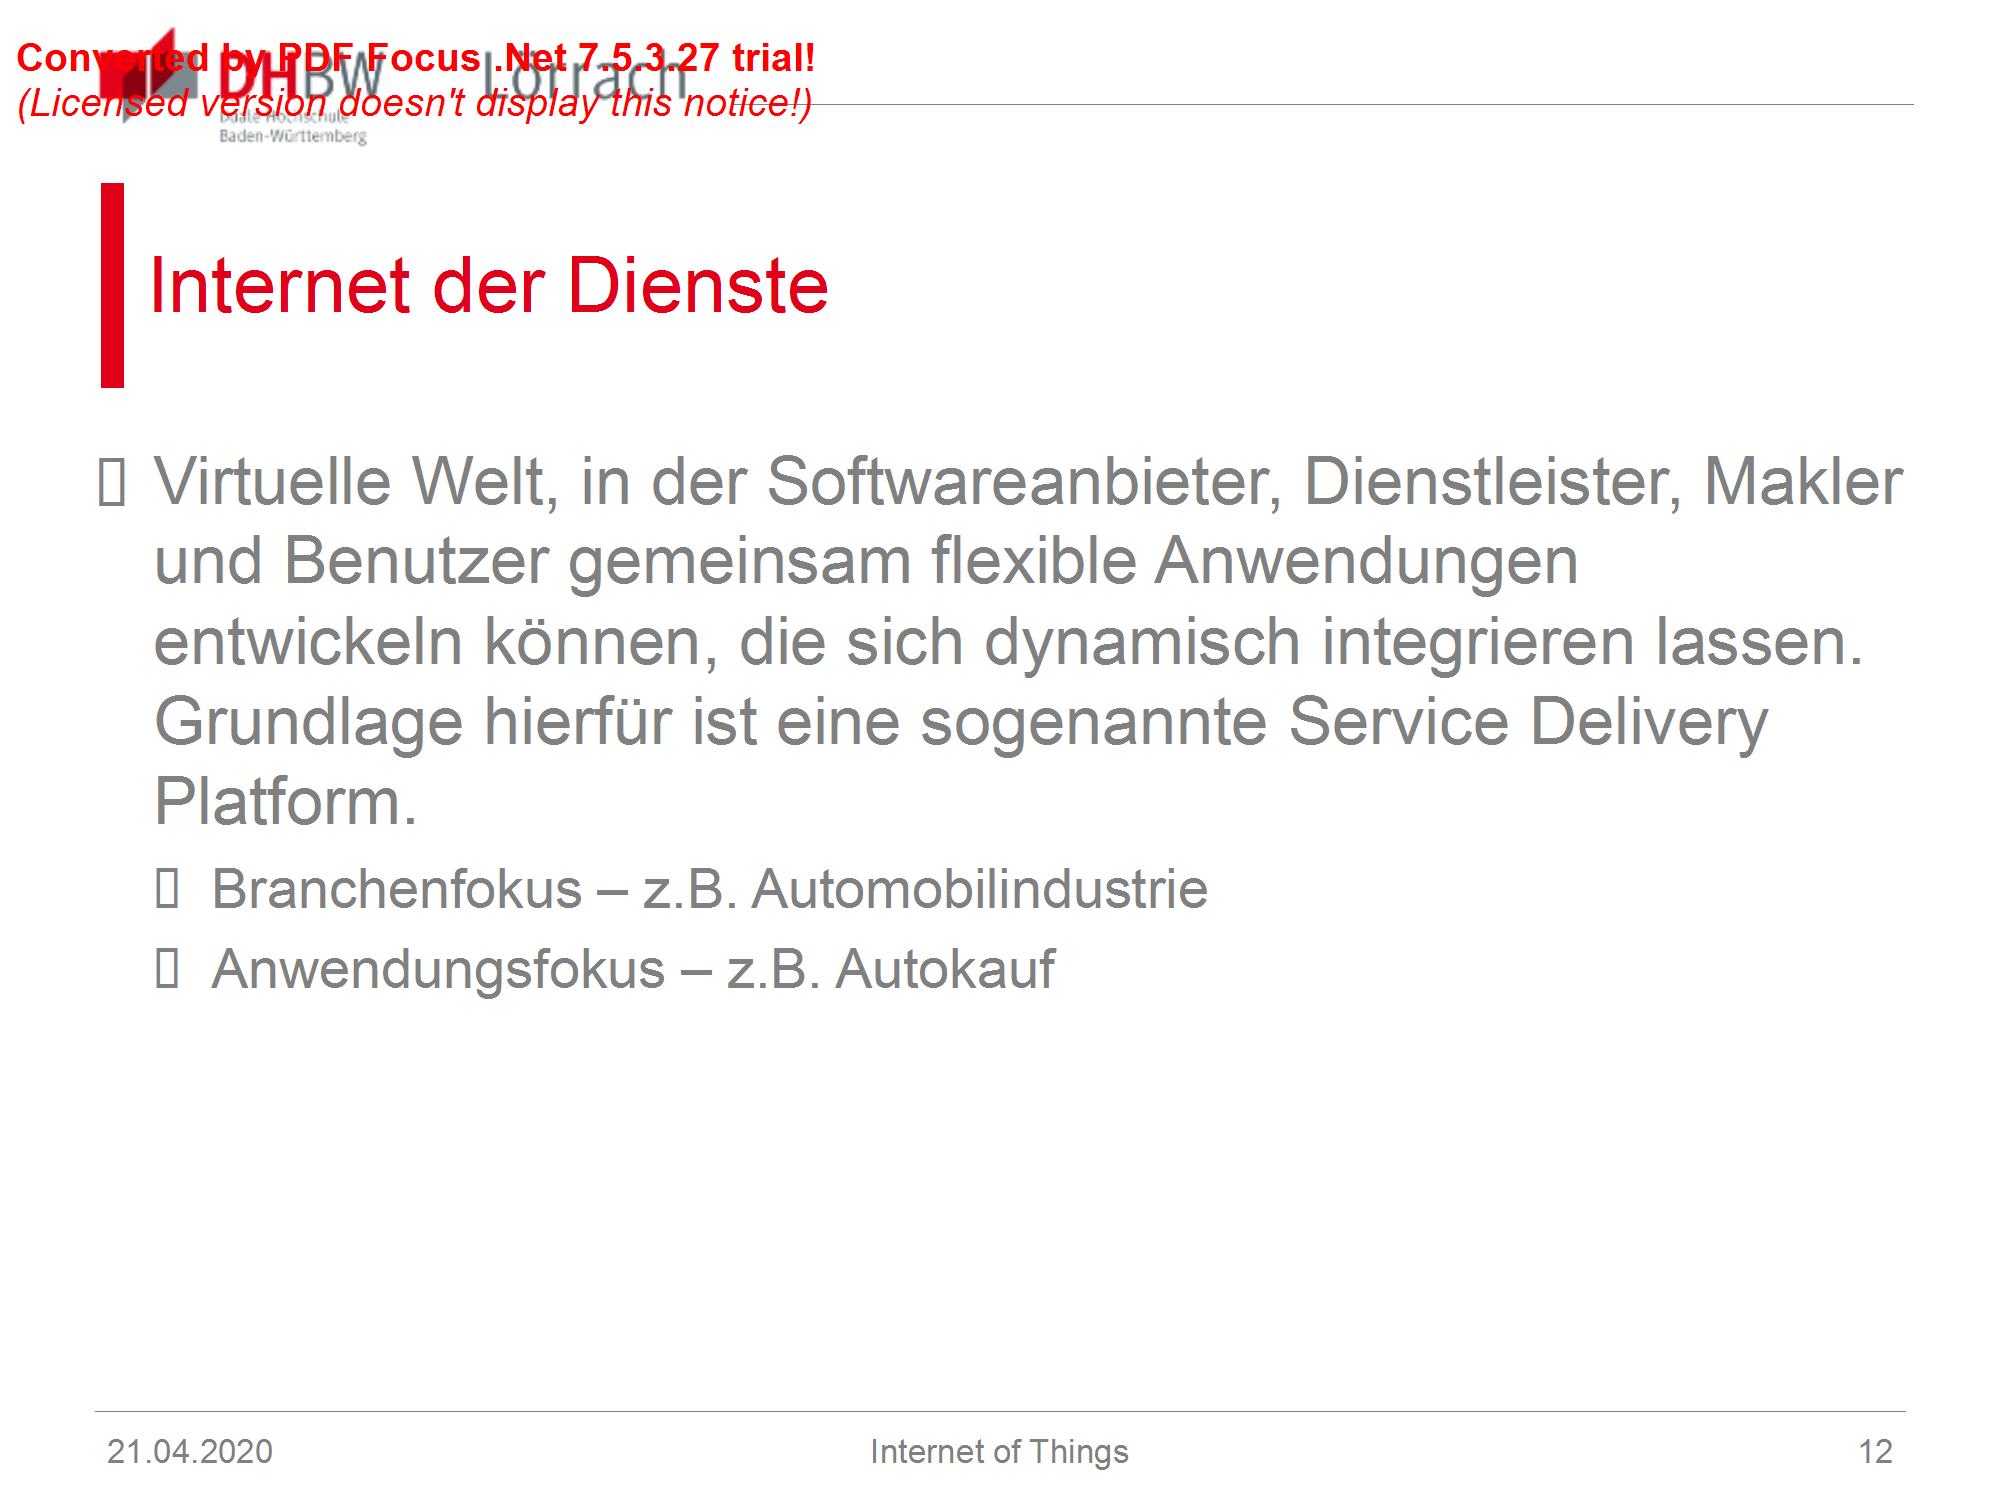 Converted by PDF Focus .Net 7.5.3.27 trial!
(Licensed version doesn't display this notice!)
DHBW Lörrach
Duale Hochschule
Baden-Württemberg
Internet der Dienste
Virtuelle Welt, in der Softwareanbieter, Dienstleister, Makler
und Benutzer gemeinsam flexible Anwendungen
entwickeln können, die sich dynamisch integrieren lassen.
Grundlage hierfür ist eine sogenannte Service Delivery
Platform.
Branchenfokus – z.B. Automobilindustrie
Anwendungsfokus – z.B. Autokauf
21.04.2020
Internet of Things
12